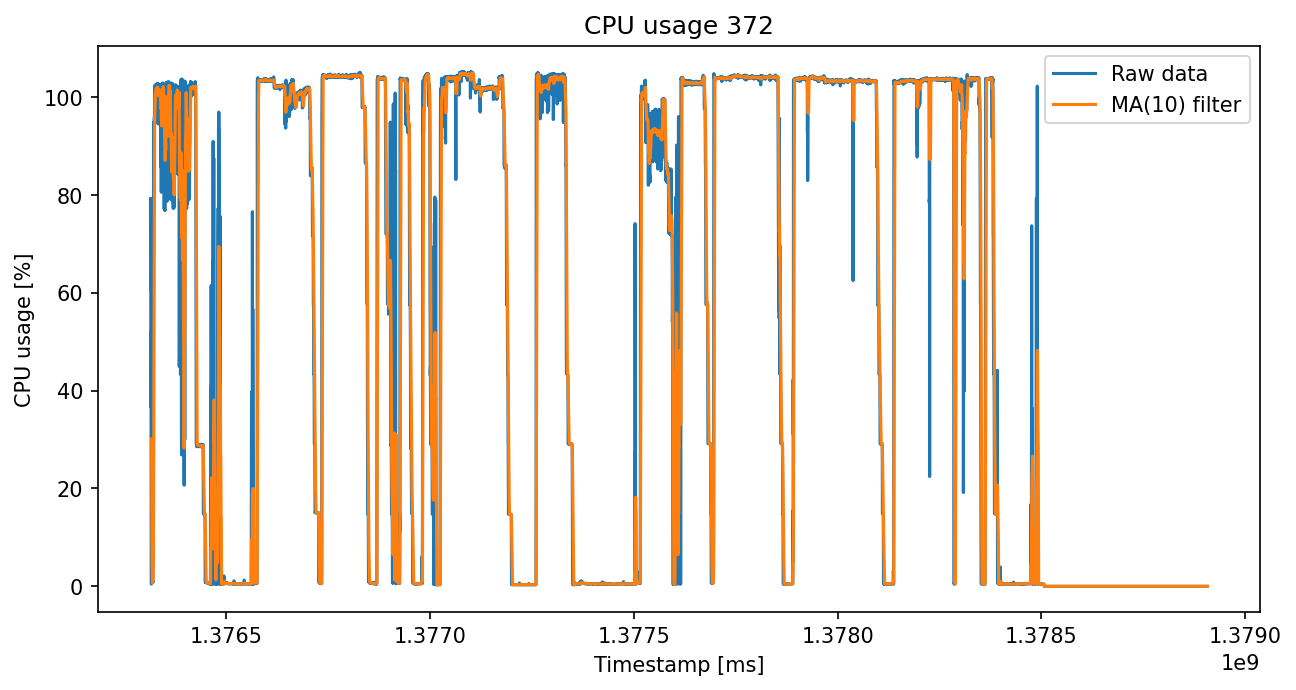 CPU usage 372
Raw data
MA(10) filter
CPU usage [%]
100
80
60
40
20
0
1.3765 1.3770 1.3775 1.3780 1.3785 1.3790
1e9
Timestamp [ms]